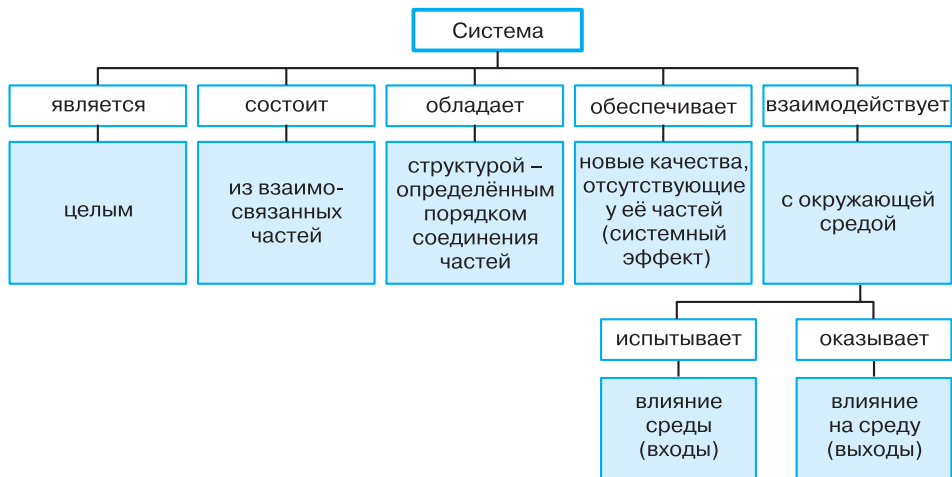 Система
является
состоит
обладает
обеспечивает
взаимодействует
целым
из взаимо-
связанных
частей
структурой –
определённым
порядком
соединения
частей
новые качества,
отсутствующие
у её частей
(системный
эффект)
с окружающей
средой
испытывает
оказывает
влияние
среды
(входы)
влияние
на среду
(выходы)